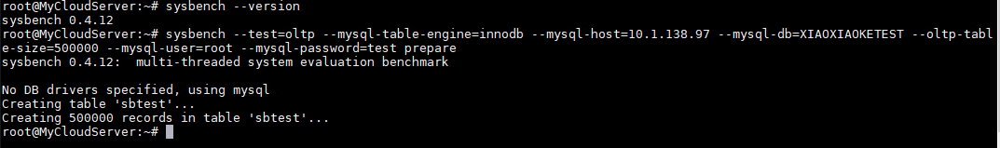 root@MyCloudServer:~# sysbench --version
sysbench 0.4.12
root@MyCloudServer:~# sysbench --test=oltp --mysql-table-engine=innodb --mysql-host=10.1.138.97 --mysql-db=XIAOXIAOKETEST --oltp-tabl
e-size=500000 --mysql-user=root --mysql-password=test prepare
sysbench 0.4.12:  multi-threaded system evaluation benchmark

No DB drivers specified, using mysql
Creating table 'sbtest'...
Creating 500000 records in table 'sbtest'...
root@MyCloudServer:~#